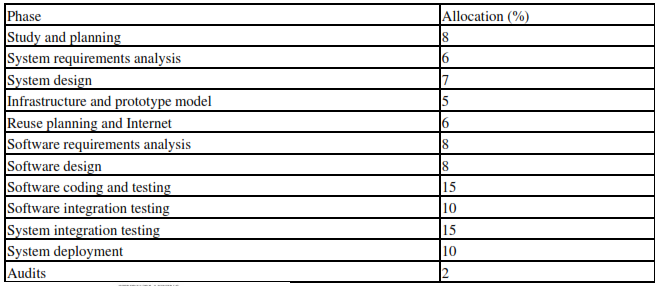 Phase Allocation (%)
Study and planning 8
System requirements analysis 6
System design 7
Infrastructure and prototype model 5
Reuse planning and Internet 6
Software requirements analysis 8
Software design 8
Software coding and testing 15
Software integration testing 10
System integration testing 15
System deployment 10
Audits 2